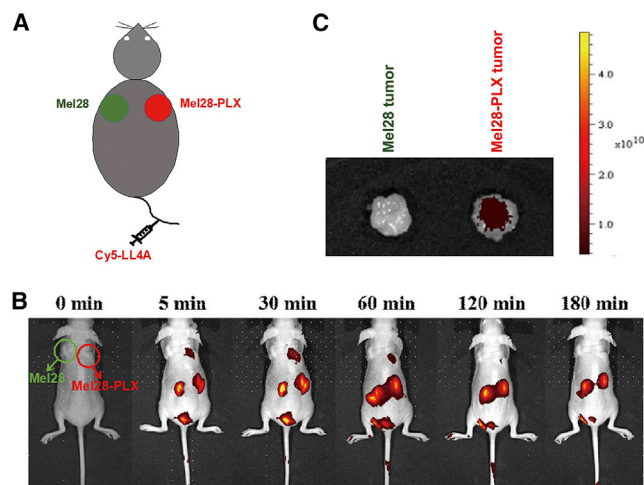 A
Mel28
Mel28-PLX
Cy5-LL4A
C
Mel28 tumor
Mel28-PLX tumor
4.0
3.0
x10¹⁰
2.0
1.0
B
0 min
5 min
30 min
60 min
120 min
180 min
Mel28
Mel28-PLX